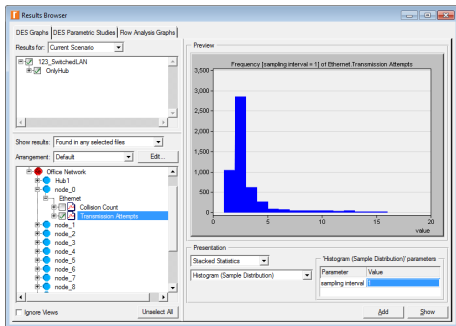 Results Browser
DES Graphs DES Parametric Studies Flow Analysis Graphs
Results for: Current Scenario
123_SwitchedLAN
OnlyHub
Show results: Found in any selected files
Arrangement: Default Edit...
Office Network
Hub1
node_0
Ethernet
Collision Count
Transmission Attempts
node_1
node_2
node_3
node_4
node_5
node_6
node_7
node_8
Ignore Views Unselect All
Preview
Frequency (sampling interval = 1) of Ethernet.Transmission Attempts
3,500
3,000
2,500
2,000
1,500
1,000
500
0
0 5 10 15 20
value
Presentation
Stacked Statistics
Histogram (Sample Distribution)
'Histogram (Sample Distribution)' parameters
Parameter Value
sampling interval 1
Add Show